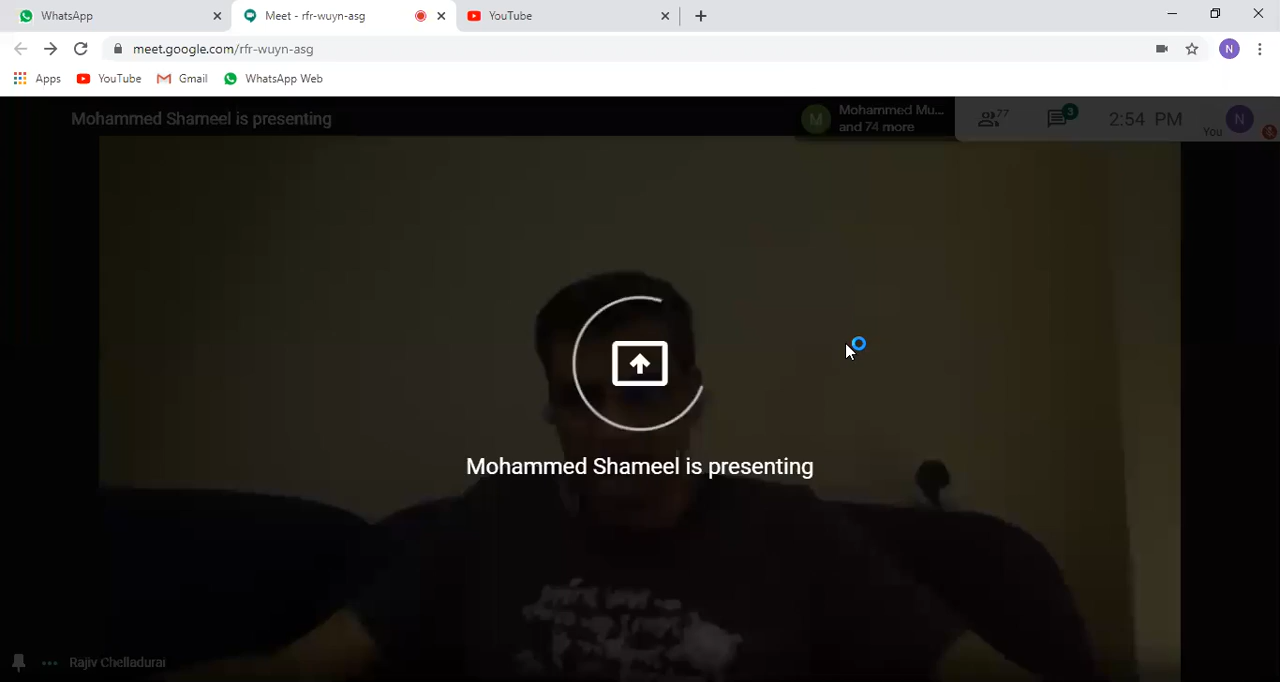 WhatsApp
Meet - rfr-wuyn-asg
YouTube
meet.google.com/rfr-wuyn-asg
N
Apps
YouTube
Gmail
WhatsApp Web
Mohammed Shameel is presenting
M
Mohammed Mu...
and 74 more
77
3
2:54 PM
You
N
Mohammed Shameel is presenting
Rajiv Chelladurai